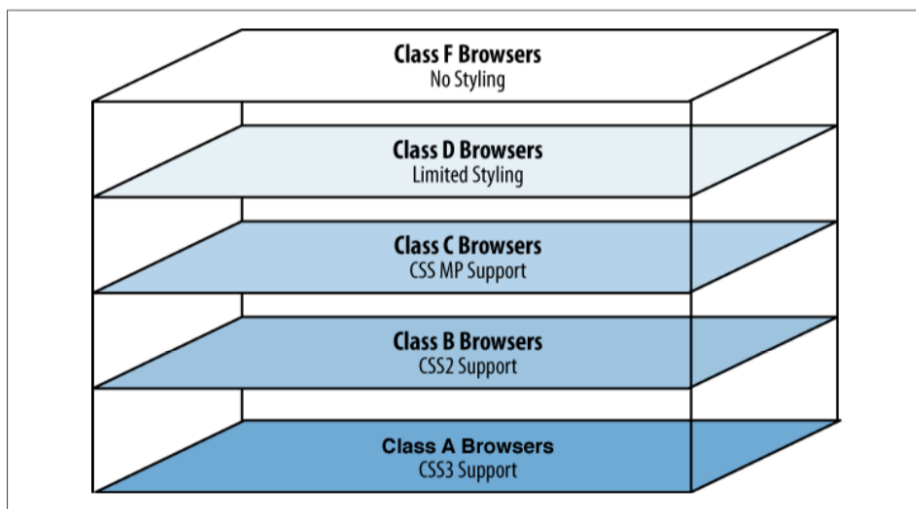 Class F Browsers
No Styling
Class D Browsers
Limited Styling
Class C Browsers
CSS MP Support
Class B Browsers
CSS2 Support
Class A Browsers
CSS3 Support